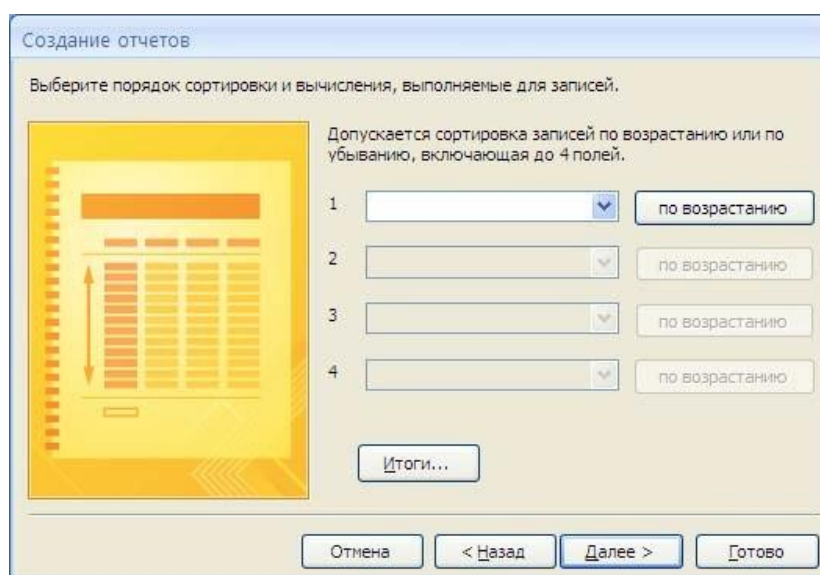 Создание отчетов
Выберите порядок сортировки и вычисления, выполняемые для записей.
Допускается сортировка записей по возрастанию или по
убыванию, включающая до 4 полей.
1 по возрастанию
2 по возрастанию
3 по возрастанию
4 по возрастанию
Итоги...
Отмена < Назад Далее > Готово